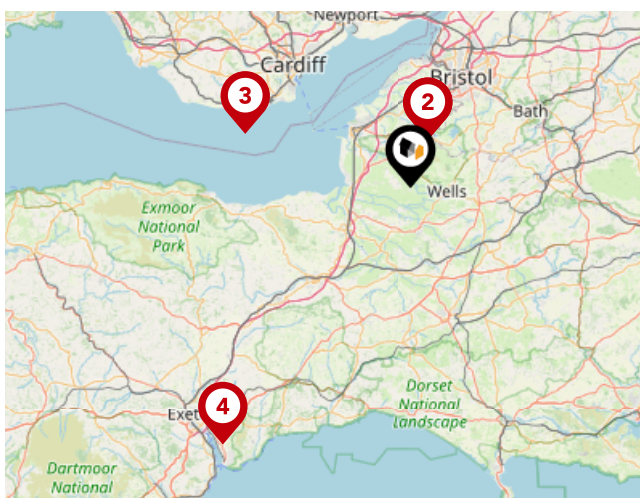 Newport
Cardiff
Bristol
3
2
Bath
Wells
Exmoor
National
Park
Dorset
National
Landscape
4
Exet
Dartmoor
National